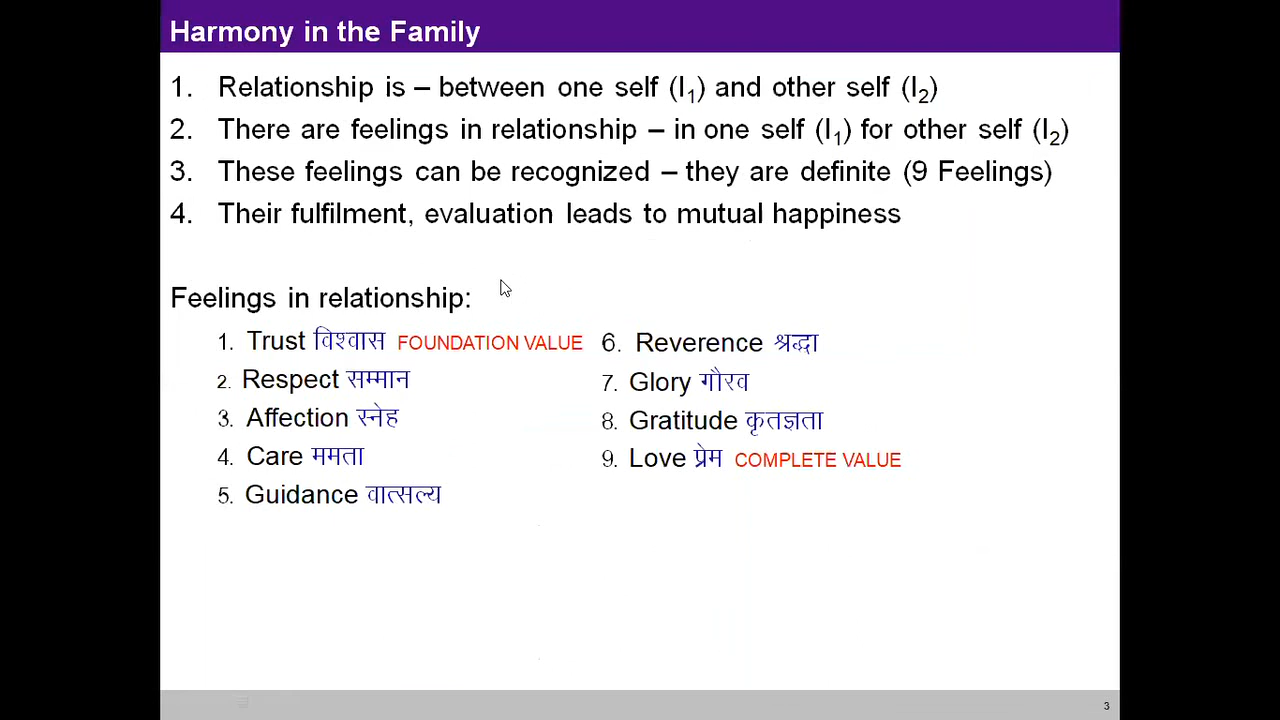 Harmony in the Family
1. Relationship is – between one self (I1) and other self (I2)
2. There are feelings in relationship – in one self (I1) for other self (I2)
3. These feelings can be recognized – they are definite (9 Feelings)
4. Their fulfilment, evaluation leads to mutual happiness
Feelings in relationship:
1. Trust विश्वास FOUNDATION VALUE
2. Respect सम्मान
3. Affection स्नेह
4. Care ममता
5. Guidance वात्सल्य
6. Reverence श्रद्धा
7. Glory गौरव
8. Gratitude कृतज्ञता
9. Love प्रेम COMPLETE VALUE
3